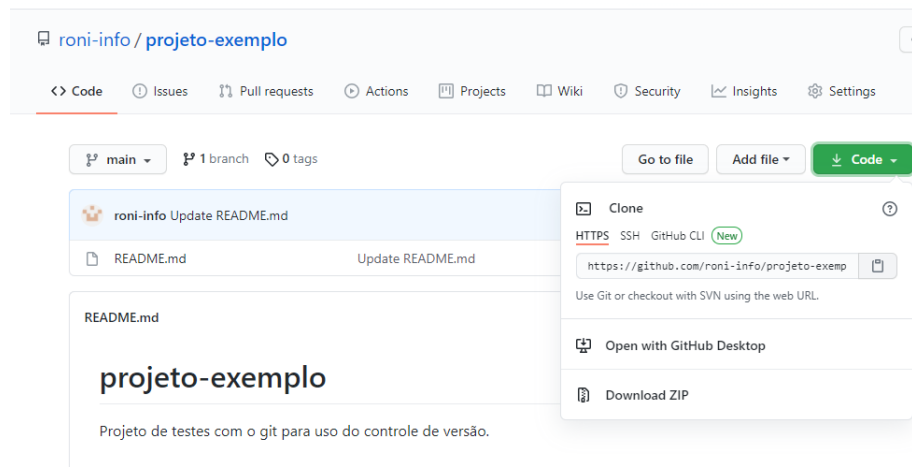 roni-info / projeto-exemplo
Code Issues Pull requests Actions Projects Wiki Security Insights Settings
main 1 branch 0 tags Go to file Add file Code
roni-info Update README.md
README.md Update README.md
README.md
projeto-exemplo
Projeto de testes com o git para uso do controle de versão.
Clone
HTTPS SSH GitHub CLI New
https://github.com/roni-info/projeto-exemp
Use Git or checkout with SVN using the web URL.
Open with GitHub Desktop
Download ZIP